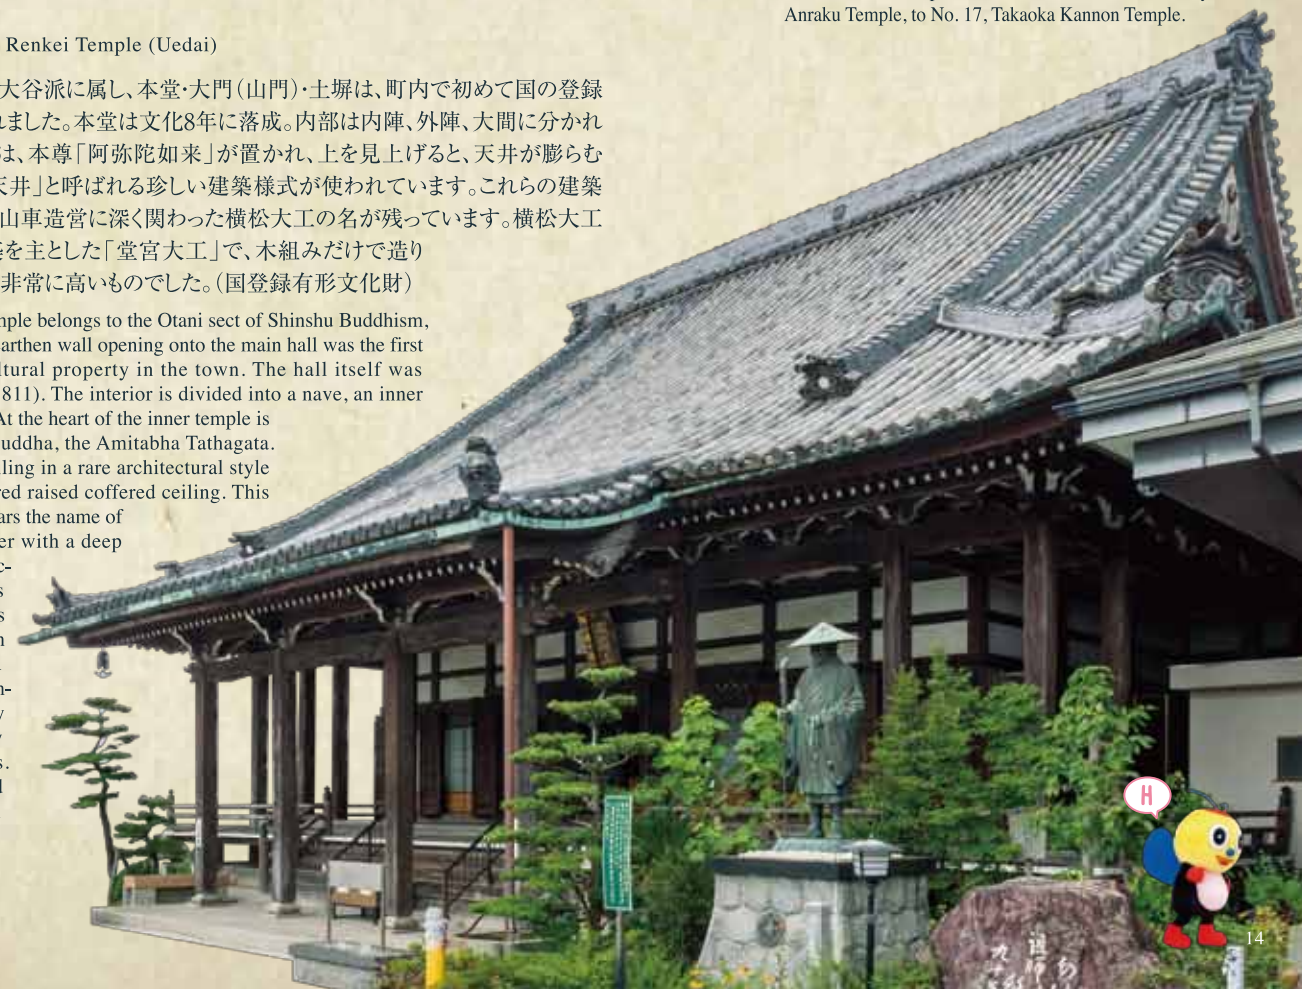 Anraku Temple, to No. 17, Takaoka Kannon Temple.
Renkei Temple (Uedai)
大谷派に属し、本堂・大門（山門）・土塀は、町内で初めて国の登録
れました。本堂は文化8年に落成。内部は内陣、外陣、大間に分かれ
は、本尊「阿弥陀如来」が置かれ、上を見上げると、天井が膨らむ
天井」と呼ばれる珍しい建築様式が使われています。これらの建築
山車造営に深く関わった横松大工の名が残っています。横松大工
築を主とした「堂宮大工」で、木組みだけで造り
非常に高いものでした。（国登録有形文化財）
mple belongs to the Otani sect of Shinshu Buddhism,
arthen wall opening onto the main hall was the first
ltural property in the town. The hall itself was
811). The interior is divided into a nave, an inner
At the heart of the inner temple is
uddha, the Amitabha Tathagata.
iling in a rare architectural style
red raised coffered ceiling. This
ars the name of
er with a deep
c-
s
s
n
n-
y
s.
H
14